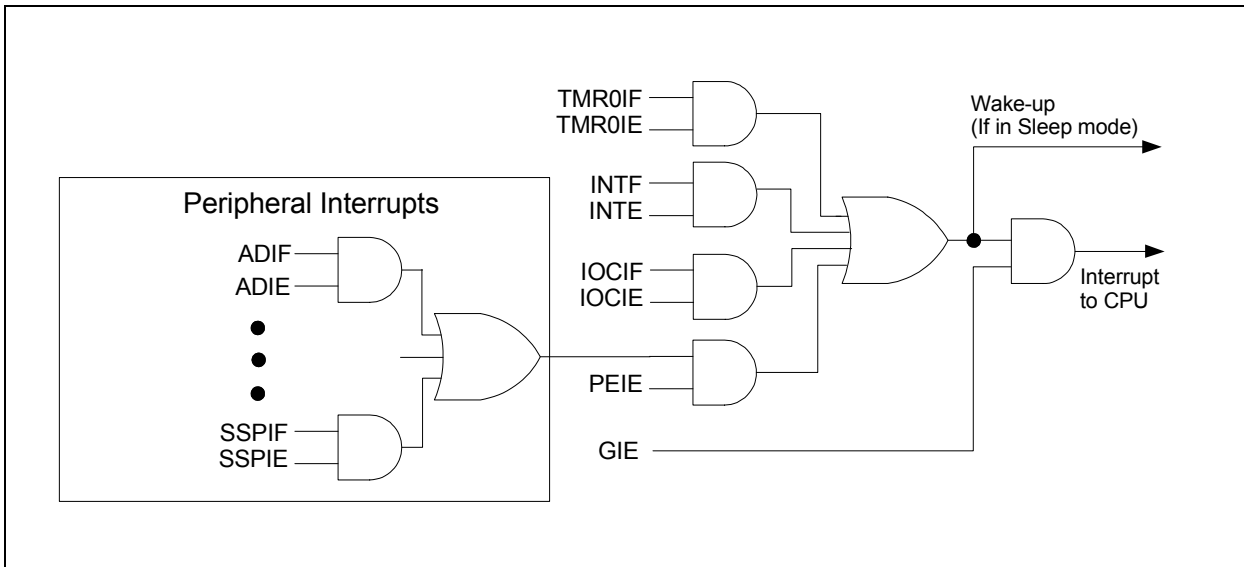 TMR0IF
TMR0IE
Wake-up
(If in Sleep mode)
INTF
INTE
Peripheral Interrupts
ADIF
ADIE
IOCIF
IOCIE
Interrupt
to CPU
PEIE
SSPIF
SSPIE
GIE